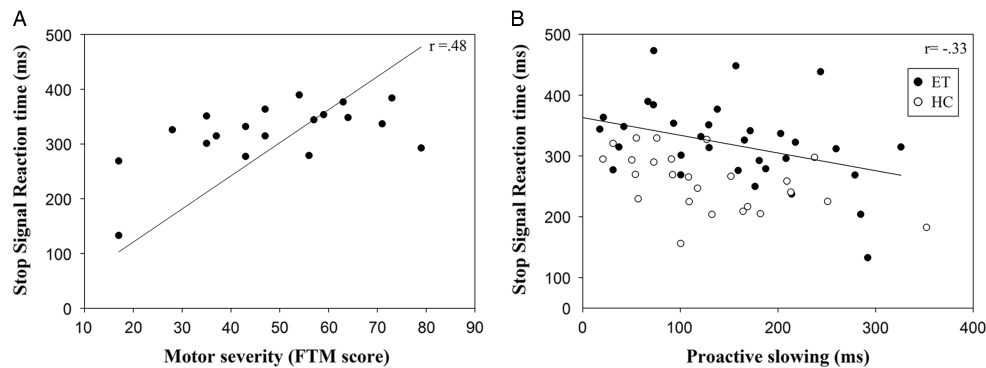 A
500
400
300
200
100
0
Stop Signal Reaction time (ms)
10 20 30 40 50 60 70 80 90
Motor severity (FTM score)
r =.48
B
500
400
300
200
100
0
Stop Signal Reaction time (ms)
0 100 200 300 400
Proactive slowing (ms)
r= -.33
ET
HC